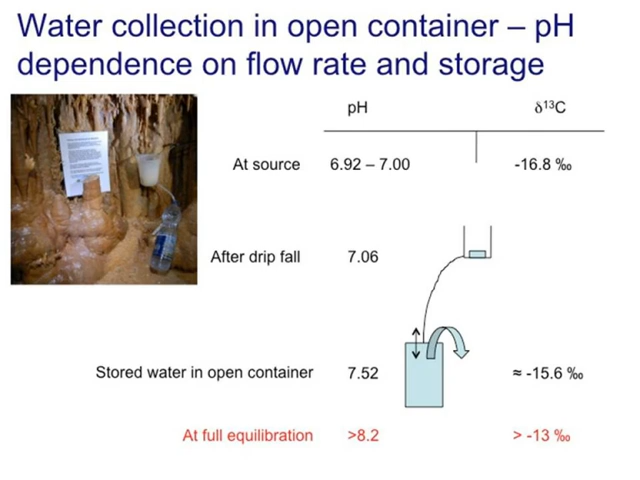 Water collection in open container – pH
dependence on flow rate and storage
pH δ¹³C
At source 6.92 – 7.00 -16.8 ‰
After drip fall 7.06
Stored water in open container 7.52 ≈ -15.6 ‰
At full equilibration >8.2 > -13 ‰